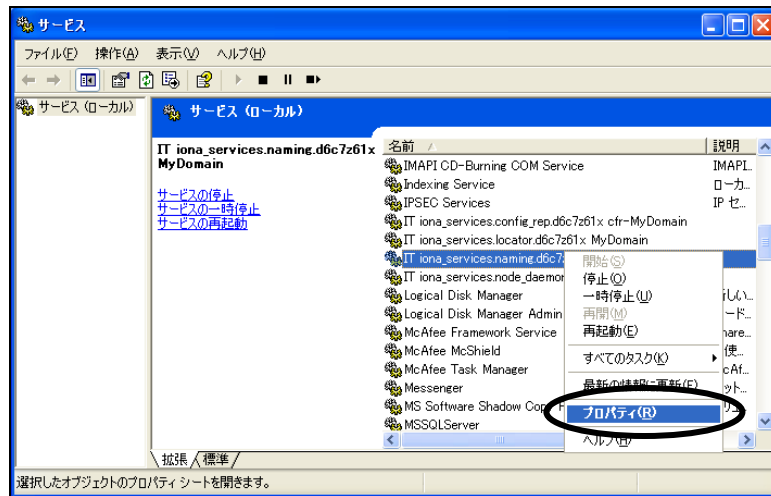 サービス
ファイル(F) 操作(A) 表示(V) ヘルプ(H)
サービス (ローカル)
サービス (ローカル)
IT iona_services.naming.d6c7z61x
MyDomain
サービスの停止
サービスの一時停止
サービスの再起動
名前 説明
IMAPI CD-Burning COM Service IMAPI...
Indexing Service ローカ...
IPSEC Services IP セ...
IT iona_services.config_rep.d6c7z61x cfr-MyDomain
IT iona_services.locator.d6c7z61x MyDomain
IT iona_services.naming.d6c7
IT iona_services.node_daemon
Logical Disk Manager
Logical Disk Manager Admin
McAfee Framework Service
McAfee McShield
McAfee Task Manager
Messenger
MS Software Shadow Copy
MSSQLServer
開始(S)
停止(O)
一時停止(U)
再開(M)
再起動(E)
すべてのタスク(K)
最新の情報に更新(F)
プロパティ(R)
ヘルプ(H)
拡張 標準
選択したオブジェクトのプロパティ シートを開きます。